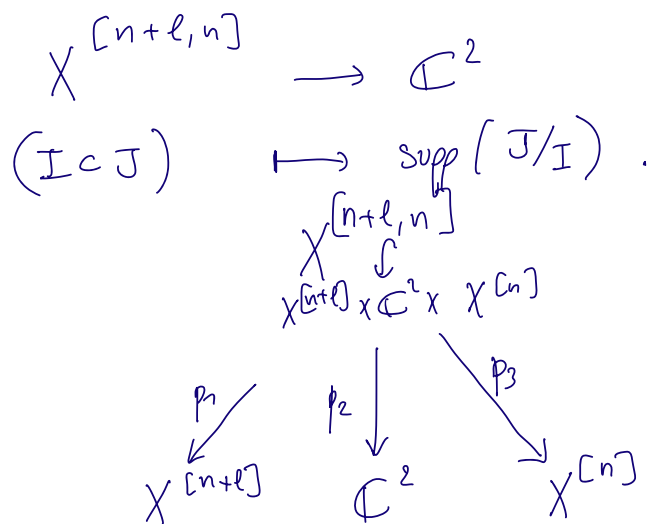 X^{[n+ℓ,n]} ⟶ ℂ²
(I ⊂ J) ⟼ supp(J/I).
X^{[n+ℓ,n]}
↪
X^{[n+ℓ]} × ℂ² × X^{[n]}
p₁ p₂ p₃
X^{[n+ℓ]} ℂ² X^{[n]}